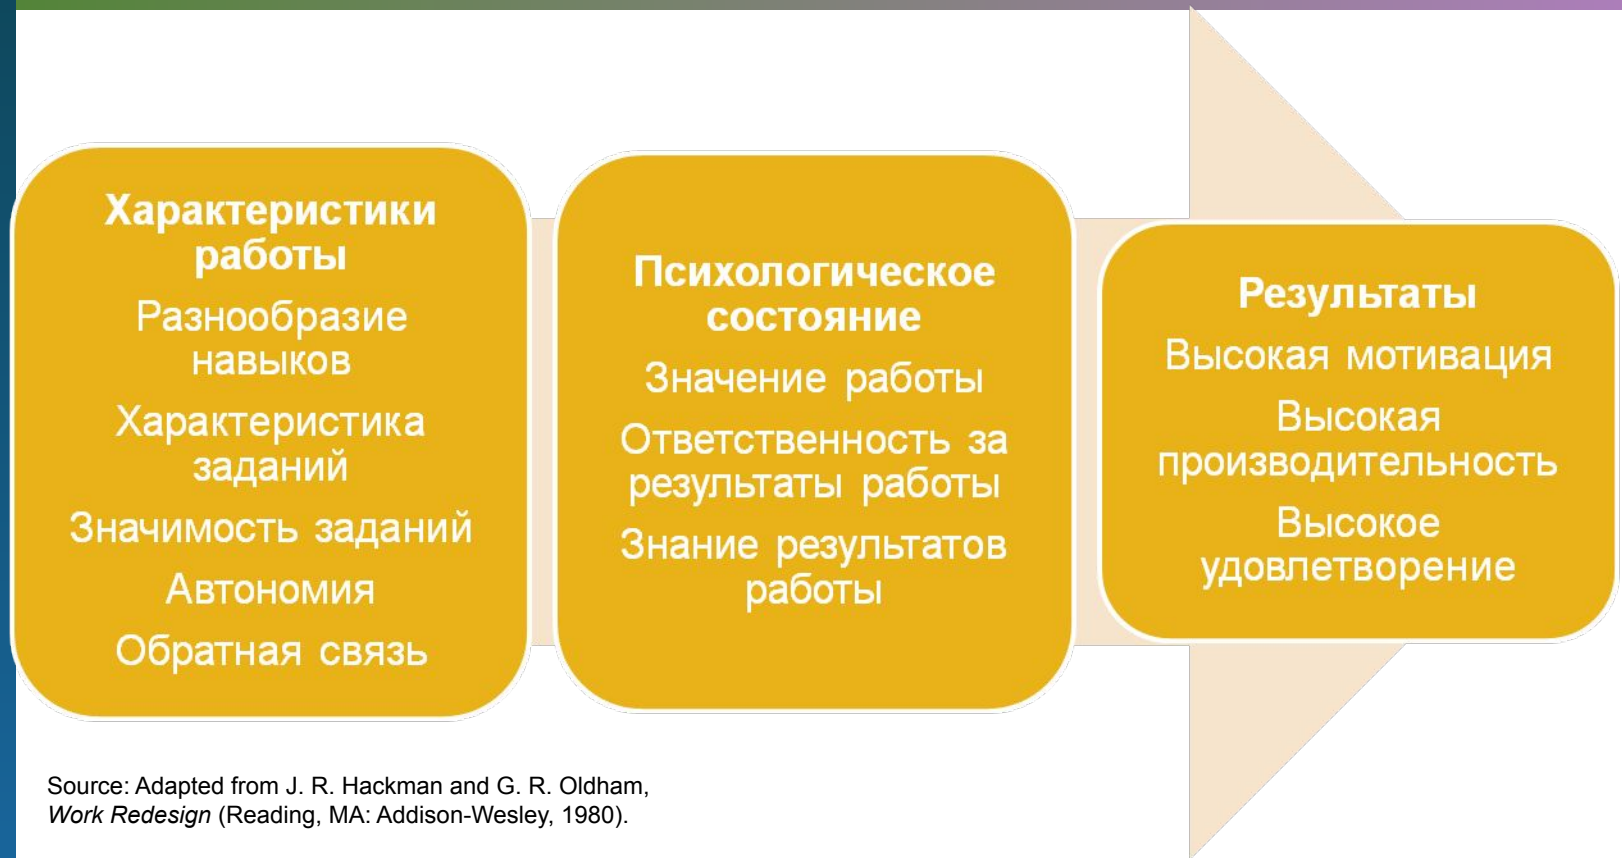 Характеристики
работы
Разнообразие
навыков
Характеристика
заданий
Значимость заданий
Автономия
Обратная связь
Психологическое
состояние
Значение работы
Ответственность за
результаты работы
Знание результатов
работы
Результаты
Высокая мотивация
Высокая
производительность
Высокое
удовлетворение
Source: Adapted from J. R. Hackman and G. R. Oldham,
Work Redesign (Reading, MA: Addison-Wesley, 1980).